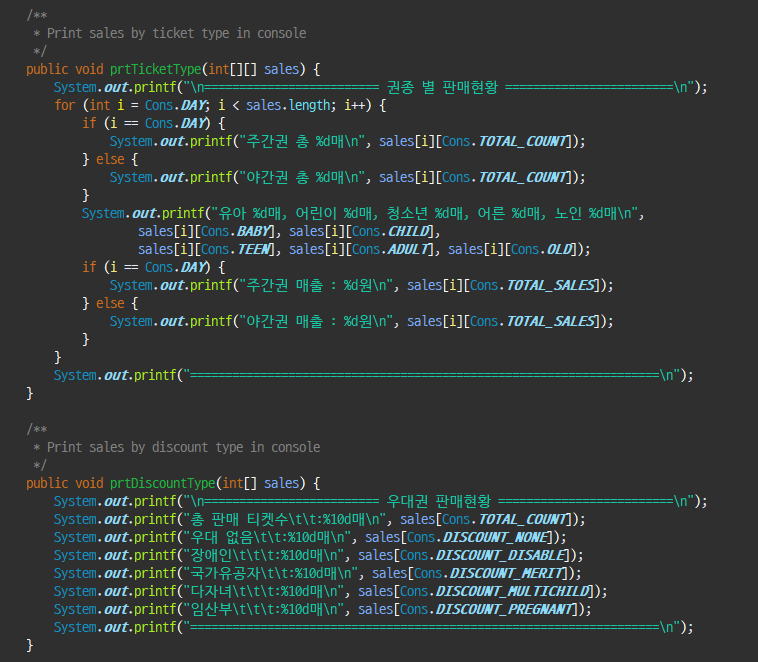 /**
 * Print sales by ticket type in console
 */
public void prtTicketType(int[][] sales) {
    System.out.printf("\n======================== 권종 별 판매현황 ========================\n");
    for (int i = Cons.DAY; i < sales.length; i++) {
        if (i == Cons.DAY) {
            System.out.printf("주간권 총 %d매\n", sales[i][Cons.TOTAL_COUNT]);
        } else {
            System.out.printf("야간권 총 %d매\n", sales[i][Cons.TOTAL_COUNT]);
        }
        System.out.printf("유아 %d매, 어린이 %d매, 청소년 %d매, 어른 %d매, 노인 %d매\n",
                sales[i][Cons.BABY], sales[i][Cons.CHILD],
                sales[i][Cons.TEEN], sales[i][Cons.ADULT], sales[i][Cons.OLD]);
        if (i == Cons.DAY) {
            System.out.printf("주간권 매출 : %d원\n", sales[i][Cons.TOTAL_SALES]);
        } else {
            System.out.printf("야간권 매출 : %d원\n", sales[i][Cons.TOTAL_SALES]);
        }
    }
    System.out.printf("===================================================================\n");
}
/**
 * Print sales by discount type in console
 */
public void prtDiscountType(int[] sales) {
    System.out.printf("\n========================= 우대권 판매현황 =========================\n");
    System.out.printf("총 판매 티켓수\t\t:%10d매\n", sales[Cons.TOTAL_COUNT]);
    System.out.printf("우대 없음\t\t:%10d매\n", sales[Cons.DISCOUNT_NONE]);
    System.out.printf("장애인\t\t\t:%10d매\n", sales[Cons.DISCOUNT_DISABLE]);
    System.out.printf("국가유공자\t\t:%10d매\n", sales[Cons.DISCOUNT_MERIT]);
    System.out.printf("다자녀\t\t\t:%10d매\n", sales[Cons.DISCOUNT_MULTICHILD]);
    System.out.printf("임산부\t\t\t:%10d매\n", sales[Cons.DISCOUNT_PREGNANT]);
    System.out.printf("===================================================================\n");
}